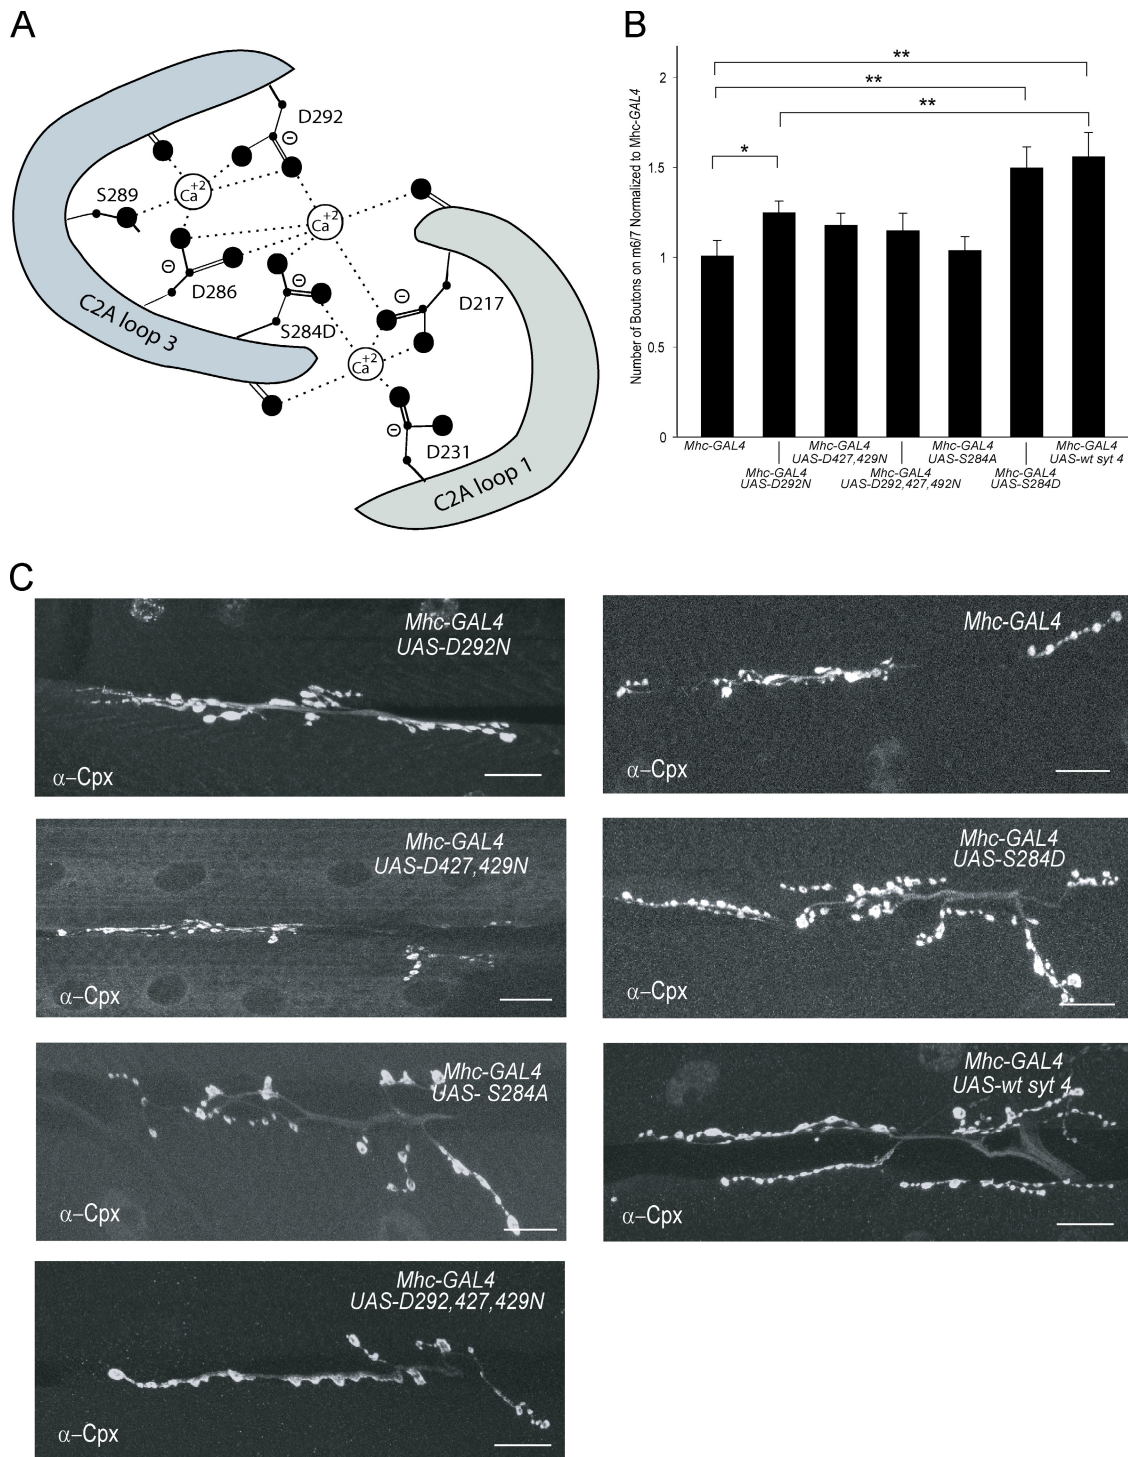 A
D292
⊖
Ca+2
S289
Ca+2
⊖
D286
⊖
S284D
⊖
D217
C2A loop 3
Ca+2
⊖
D231
C2A loop 1
B
Number of Boutons on m6/7 Normalized to Mhc-GAL4
2
1.5
1
0.5
0
**
**
**
*
Mhc-GAL4
Mhc-GAL4
UAS-D292N
Mhc-GAL4
UAS-D427,429N
Mhc-GAL4
UAS-D292,427,492N
Mhc-GAL4
UAS-S284A
Mhc-GAL4
UAS-S284D
Mhc-GAL4
UAS-wt syt 4
C
Mhc-GAL4
UAS-D292N
α–Cpx
Mhc-GAL4
α–Cpx
Mhc-GAL4
UAS-D427,429N
α–Cpx
Mhc-GAL4
UAS-S284D
α–Cpx
Mhc-GAL4
UAS- S284A
α–Cpx
Mhc-GAL4
UAS-wt syt 4
α–Cpx
Mhc-GAL4
UAS-D292,427,429N
α–Cpx